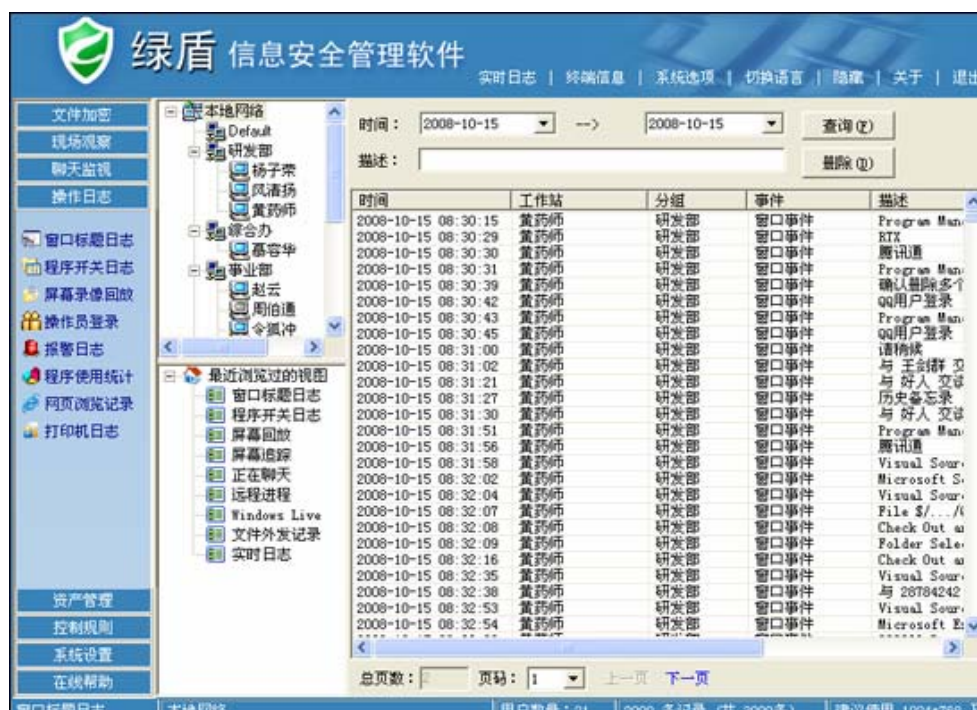 绿盾 信息安全管理软件
实时日志 | 终端信息 | 系统选项 | 切换语言 | 隐藏 | 关于 | 退出
文件加密
现场观察
聊天监视
操作日志
窗口标题日志
程序开关日志
屏幕录像回放
操作员登录
报警日志
程序使用统计
网页浏览记录
打印机日志
资产管理
控制规则
系统设置
在线帮助
本地网络
Default
研发部
杨子荣
风清扬
黄药师
综合办
慕容华
事业部
赵云
周伯通
令狐冲
最近浏览过的视图
窗口标题日志
程序开关日志
屏幕回放
屏幕追踪
正在聊天
远程进程
Windows Live
文件外发记录
实时日志
时间： 2008-10-15 --> 2008-10-15 查询(F)
描述： 删除(D)
时间 工作站 分组 事件 描述
2008-10-15 08:30:15 黄药师 研发部 窗口事件 Program Man
2008-10-15 08:30:29 黄药师 研发部 窗口事件 RTX
2008-10-15 08:30:30 黄药师 研发部 窗口事件 腾讯通
2008-10-15 08:30:31 黄药师 研发部 窗口事件 Program Man
2008-10-15 08:30:39 黄药师 研发部 窗口事件 确认删除多个
2008-10-15 08:30:42 黄药师 研发部 窗口事件 QQ用户登录
2008-10-15 08:30:43 黄药师 研发部 窗口事件 Program Man
2008-10-15 08:30:45 黄药师 研发部 窗口事件 QQ用户登录
2008-10-15 08:31:00 黄药师 研发部 窗口事件 请稍候
2008-10-15 08:31:02 黄药师 研发部 窗口事件 与 王剑群 交
2008-10-15 08:31:21 黄药师 研发部 窗口事件 与 好人 交谈
2008-10-15 08:31:27 黄药师 研发部 窗口事件 历史备忘录
2008-10-15 08:31:30 黄药师 研发部 窗口事件 与 好人 交谈
2008-10-15 08:31:51 黄药师 研发部 窗口事件 Program Man
2008-10-15 08:31:56 黄药师 研发部 窗口事件 腾讯通
2008-10-15 08:31:58 黄药师 研发部 窗口事件 Visual Sour
2008-10-15 08:32:02 黄药师 研发部 窗口事件 Microsoft S
2008-10-15 08:32:04 黄药师 研发部 窗口事件 Visual Sour
2008-10-15 08:32:07 黄药师 研发部 窗口事件 File $/.../
2008-10-15 08:32:08 黄药师 研发部 窗口事件 Check Out
2008-10-15 08:32:09 黄药师 研发部 窗口事件 Folder Sele
2008-10-15 08:32:16 黄药师 研发部 窗口事件 Check Out
2008-10-15 08:32:35 黄药师 研发部 窗口事件 Visual Sour
2008-10-15 08:32:38 黄药师 研发部 窗口事件 与 28784242
2008-10-15 08:32:53 黄药师 研发部 窗口事件 Visual Sour
2008-10-15 08:32:54 黄药师 研发部 窗口事件 Microsoft E
总页数： 2 页码： 1 上一页 下一页